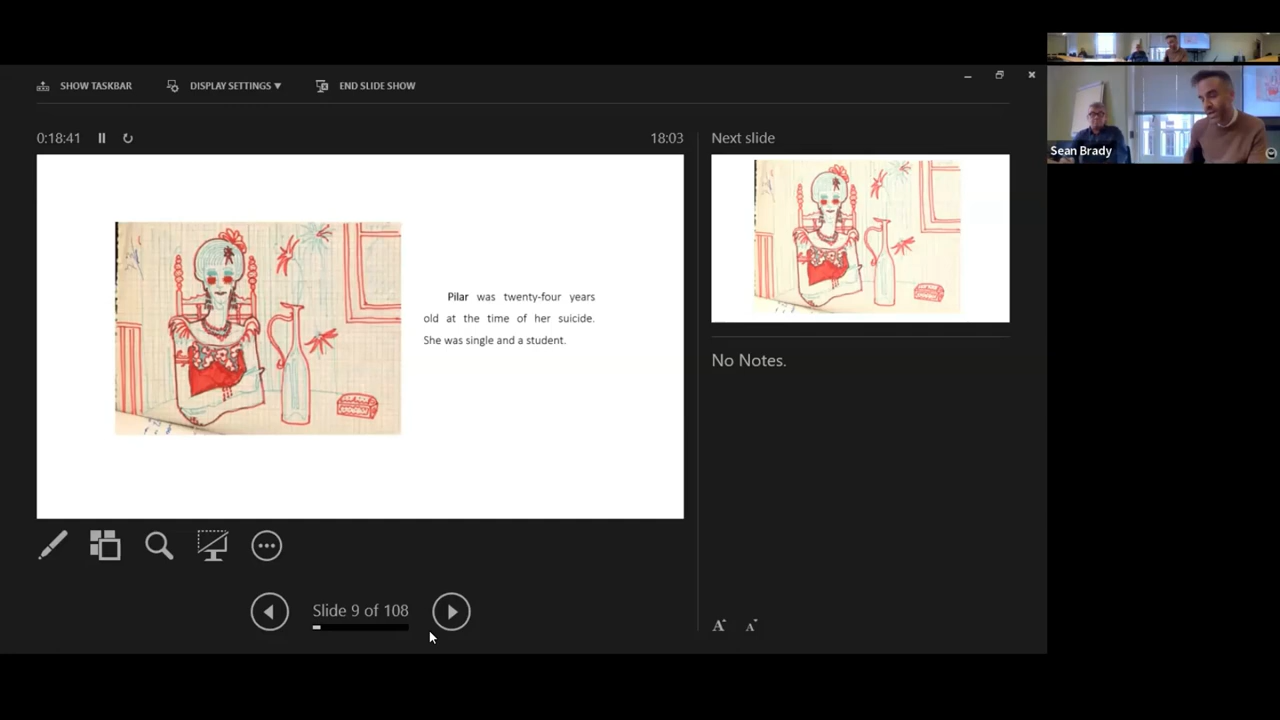 SHOW TASKBAR
DISPLAY SETTINGS ▼
END SLIDE SHOW
0:18:41
18:03
Next slide
Pilar was twenty-four years
old at the time of her suicide.
She was single and a student.
No Notes.
Slide 9 of 108
A A
Sean Brady